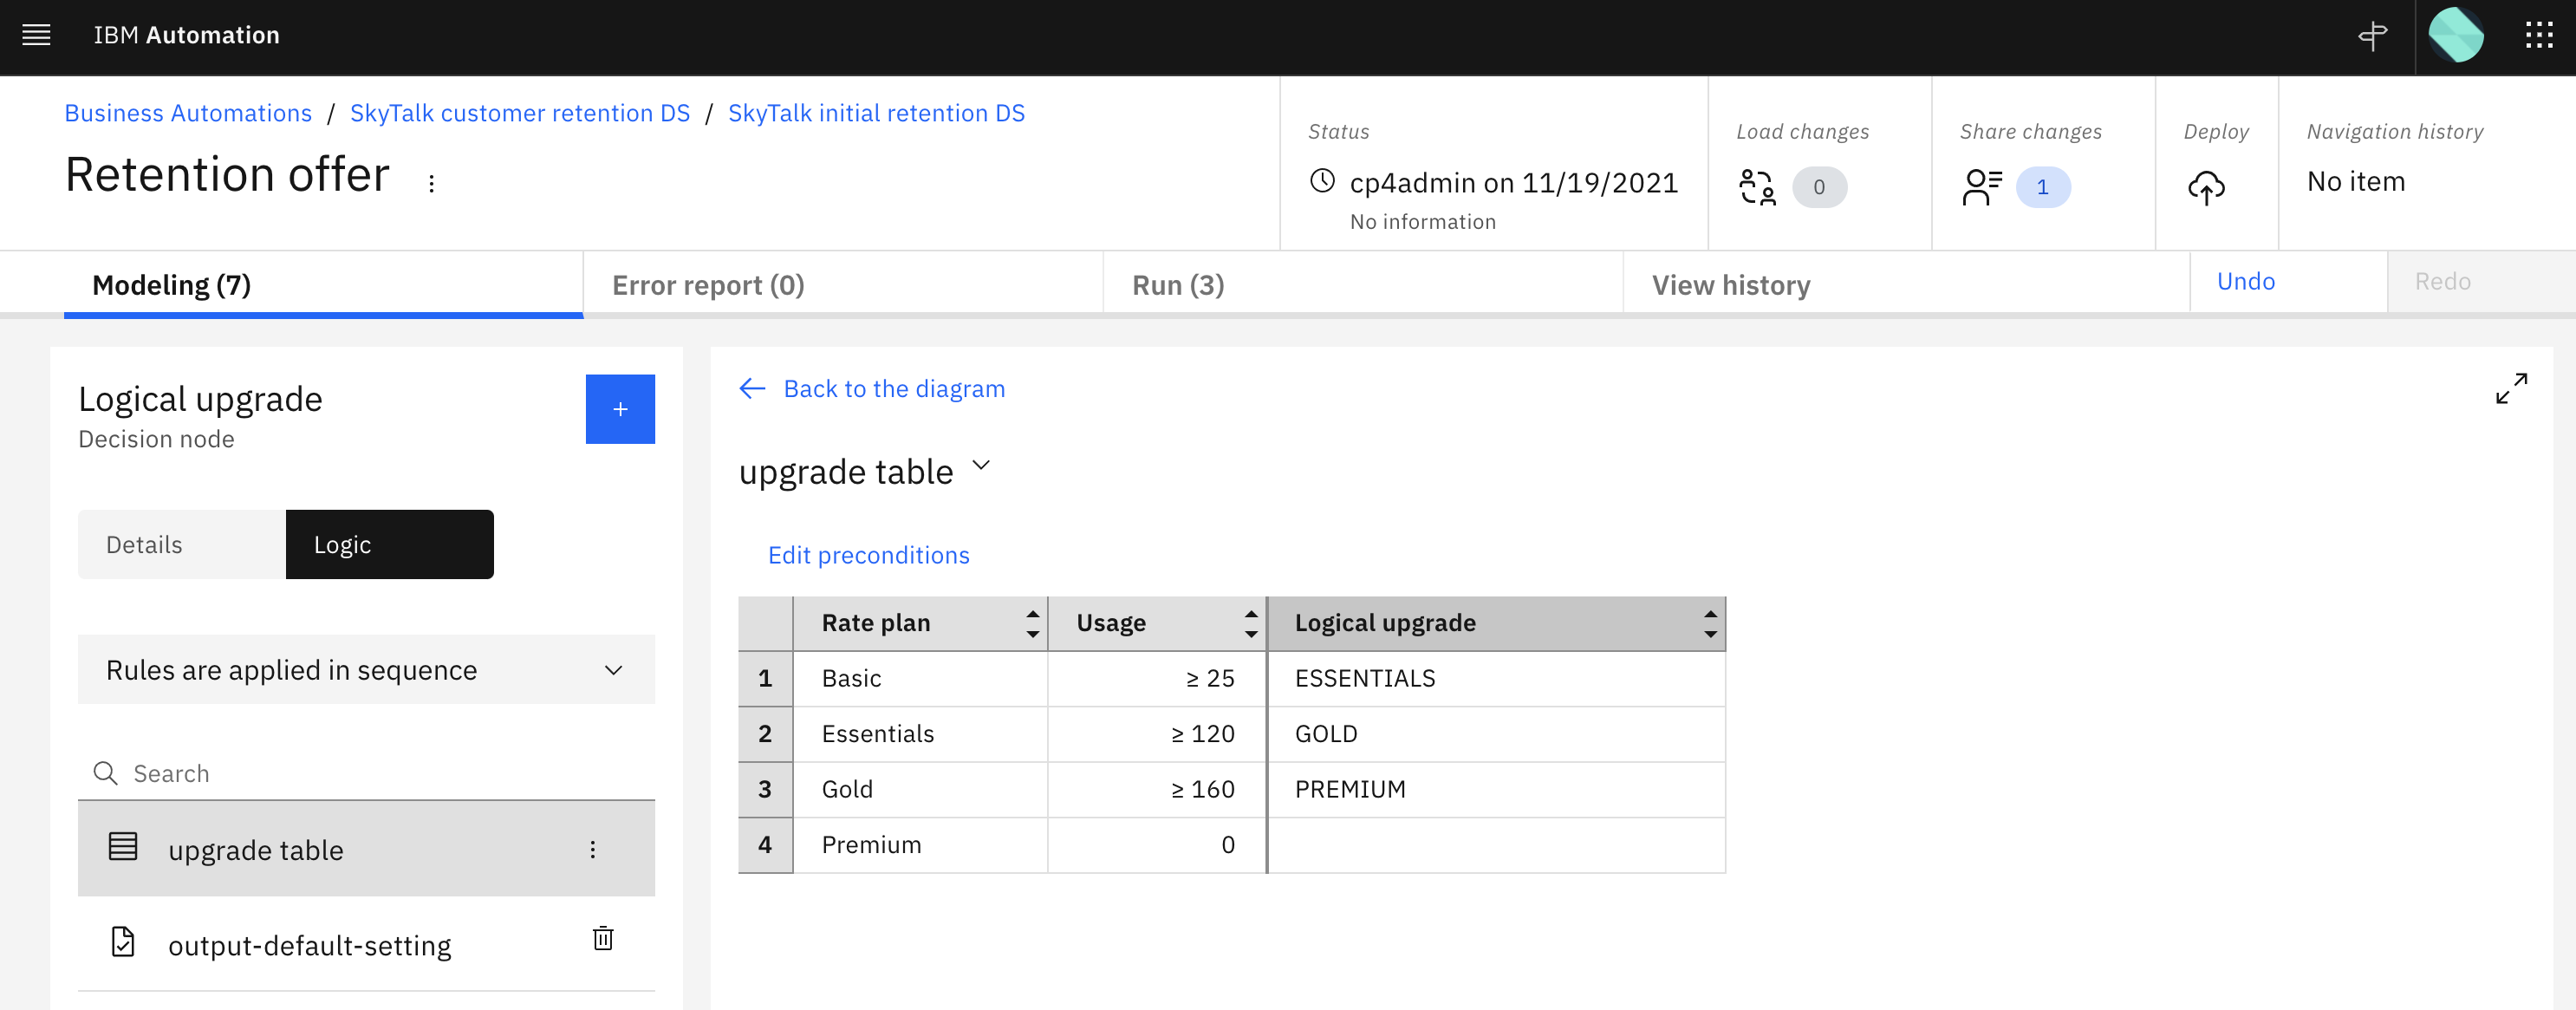 IBM Automation
Business Automations / SkyTalk customer retention DS / SkyTalk initial retention DS
Retention offer
Status
cp4admin on 11/19/2021
No information
Load changes
0
Share changes
1
Deploy
Navigation history
No item
Modeling (7)
Error report (0)
Run (3)
View history
Undo
Redo
Logical upgrade
Decision node
+
Details
Logic
Rules are applied in sequence
Search
upgrade table
output-default-setting
Back to the diagram
upgrade table
Edit preconditions
Rate plan Usage Logical upgrade
1 Basic ≥ 25 ESSENTIALS
2 Essentials ≥ 120 GOLD
3 Gold ≥ 160 PREMIUM
4 Premium 0